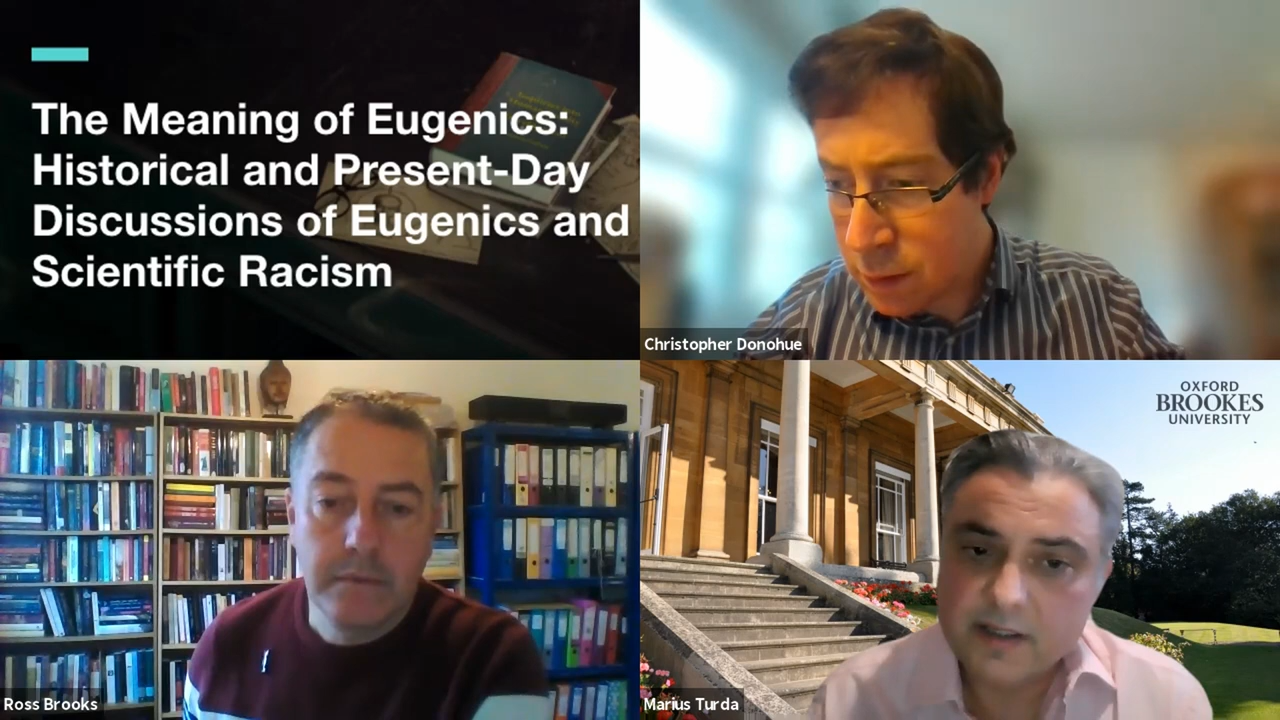 The Meaning of Eugenics:
Historical and Present-Day
Discussions of Eugenics and
Scientific Racism
Christopher Donohue
OXFORD
BROOKES
UNIVERSITY
Ross Brooks
Marius Turda